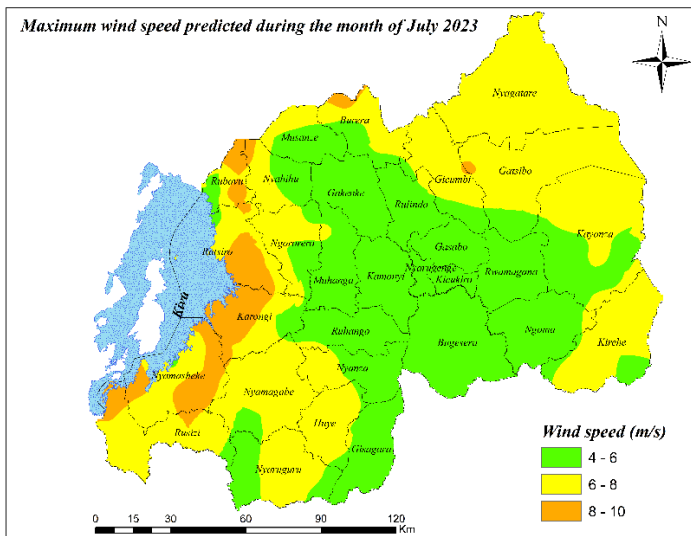 Maximum wind speed predicted during the month of July 2023
N
Nyagatare
Burera
Musanze
Gatsibo
Gicumbi
Nyabihu
Rubavu
Gakenke
Rulindo
Kayonza
Rutsiro
Ngororero
Gasabo
Nyarugenge
Rwamagana
Muhanga
Kamonyi
Kicukiro
Kivu
Karongi
Ruhango
Bugesera
Ngoma
Kirehe
Nyamasheke
Nyanza
Nyamagabe
Huye
Rusizi
Gisagara
Nyaruguru
Wind speed (m/s)
4 - 6
6 - 8
8 - 10
0 15 30 60 90 120
Km